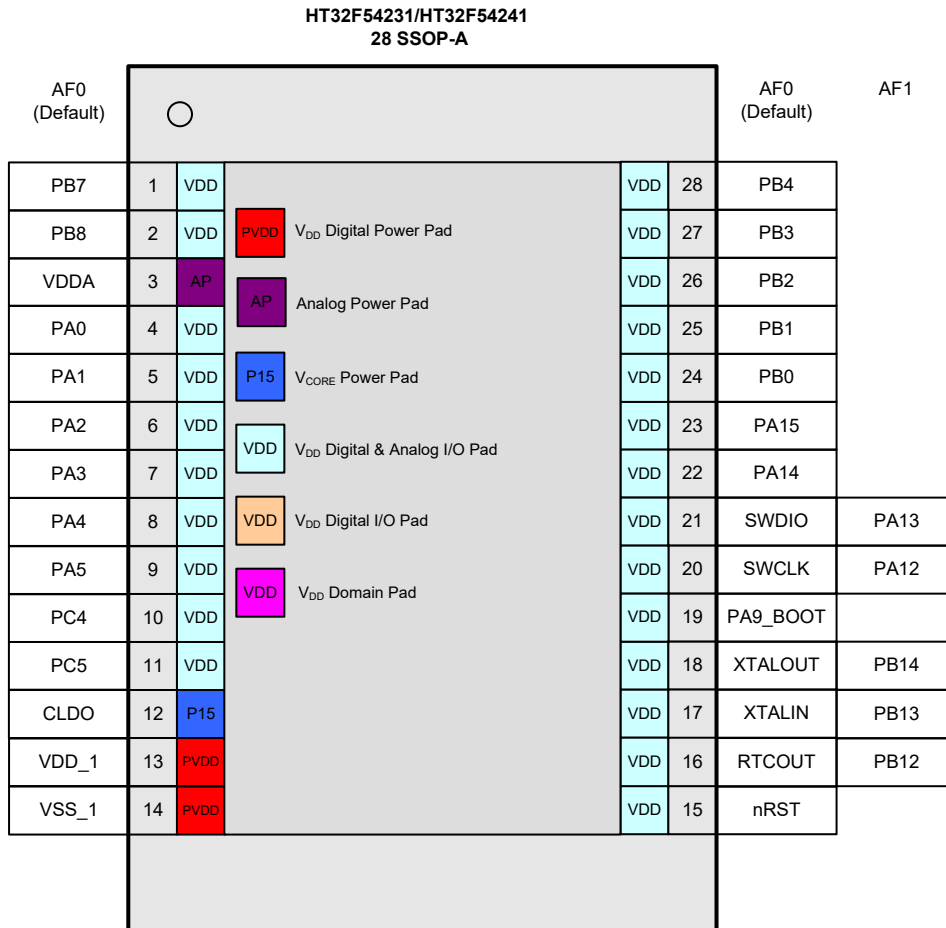 HT32F54231/HT32F54241
28 SSOP-A
AF0
(Default)
AF0
(Default)
AF1
PB7 1 VDD VDD 28 PB4
PB8 2 VDD PVDD VDD Digital Power Pad VDD 27 PB3
VDDA 3 AP AP Analog Power Pad VDD 26 PB2
PA0 4 VDD VDD 25 PB1
PA1 5 VDD P15 VCORE Power Pad VDD 24 PB0
PA2 6 VDD VDD VDD Digital & Analog I/O Pad VDD 23 PA15
PA3 7 VDD VDD 22 PA14
PA4 8 VDD VDD VDD Digital I/O Pad VDD 21 SWDIO PA13
PA5 9 VDD VDD VDD Domain Pad VDD 20 SWCLK PA12
PC4 10 VDD VDD 19 PA9_BOOT
PC5 11 VDD VDD 18 XTALOUT PB14
CLDO 12 P15 VDD 17 XTALIN PB13
VDD_1 13 PVDD VDD 16 RTCOUT PB12
VSS_1 14 PVDD VDD 15 nRST